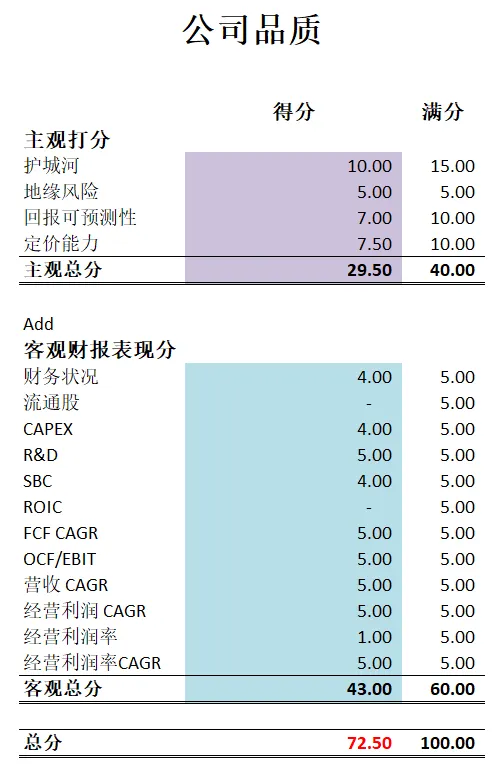 公司品质
得分 满分
主观打分
护城河 10.00 15.00
地缘风险 5.00 5.00
回报可预测性 7.00 10.00
定价能力 7.50 10.00
主观总分 29.50 40.00
Add
客观财报表现分
财务状况 4.00 5.00
流通股 - 5.00
CAPEX 4.00 5.00
R&D 5.00 5.00
SBC 4.00 5.00
ROIC - 5.00
FCF CAGR 5.00 5.00
OCF/EBIT 5.00 5.00
营收 CAGR 5.00 5.00
经营利润 CAGR 5.00 5.00
经营利润率 1.00 5.00
经营利润率CAGR 5.00 5.00
客观总分 43.00 60.00
总分 72.50 100.00